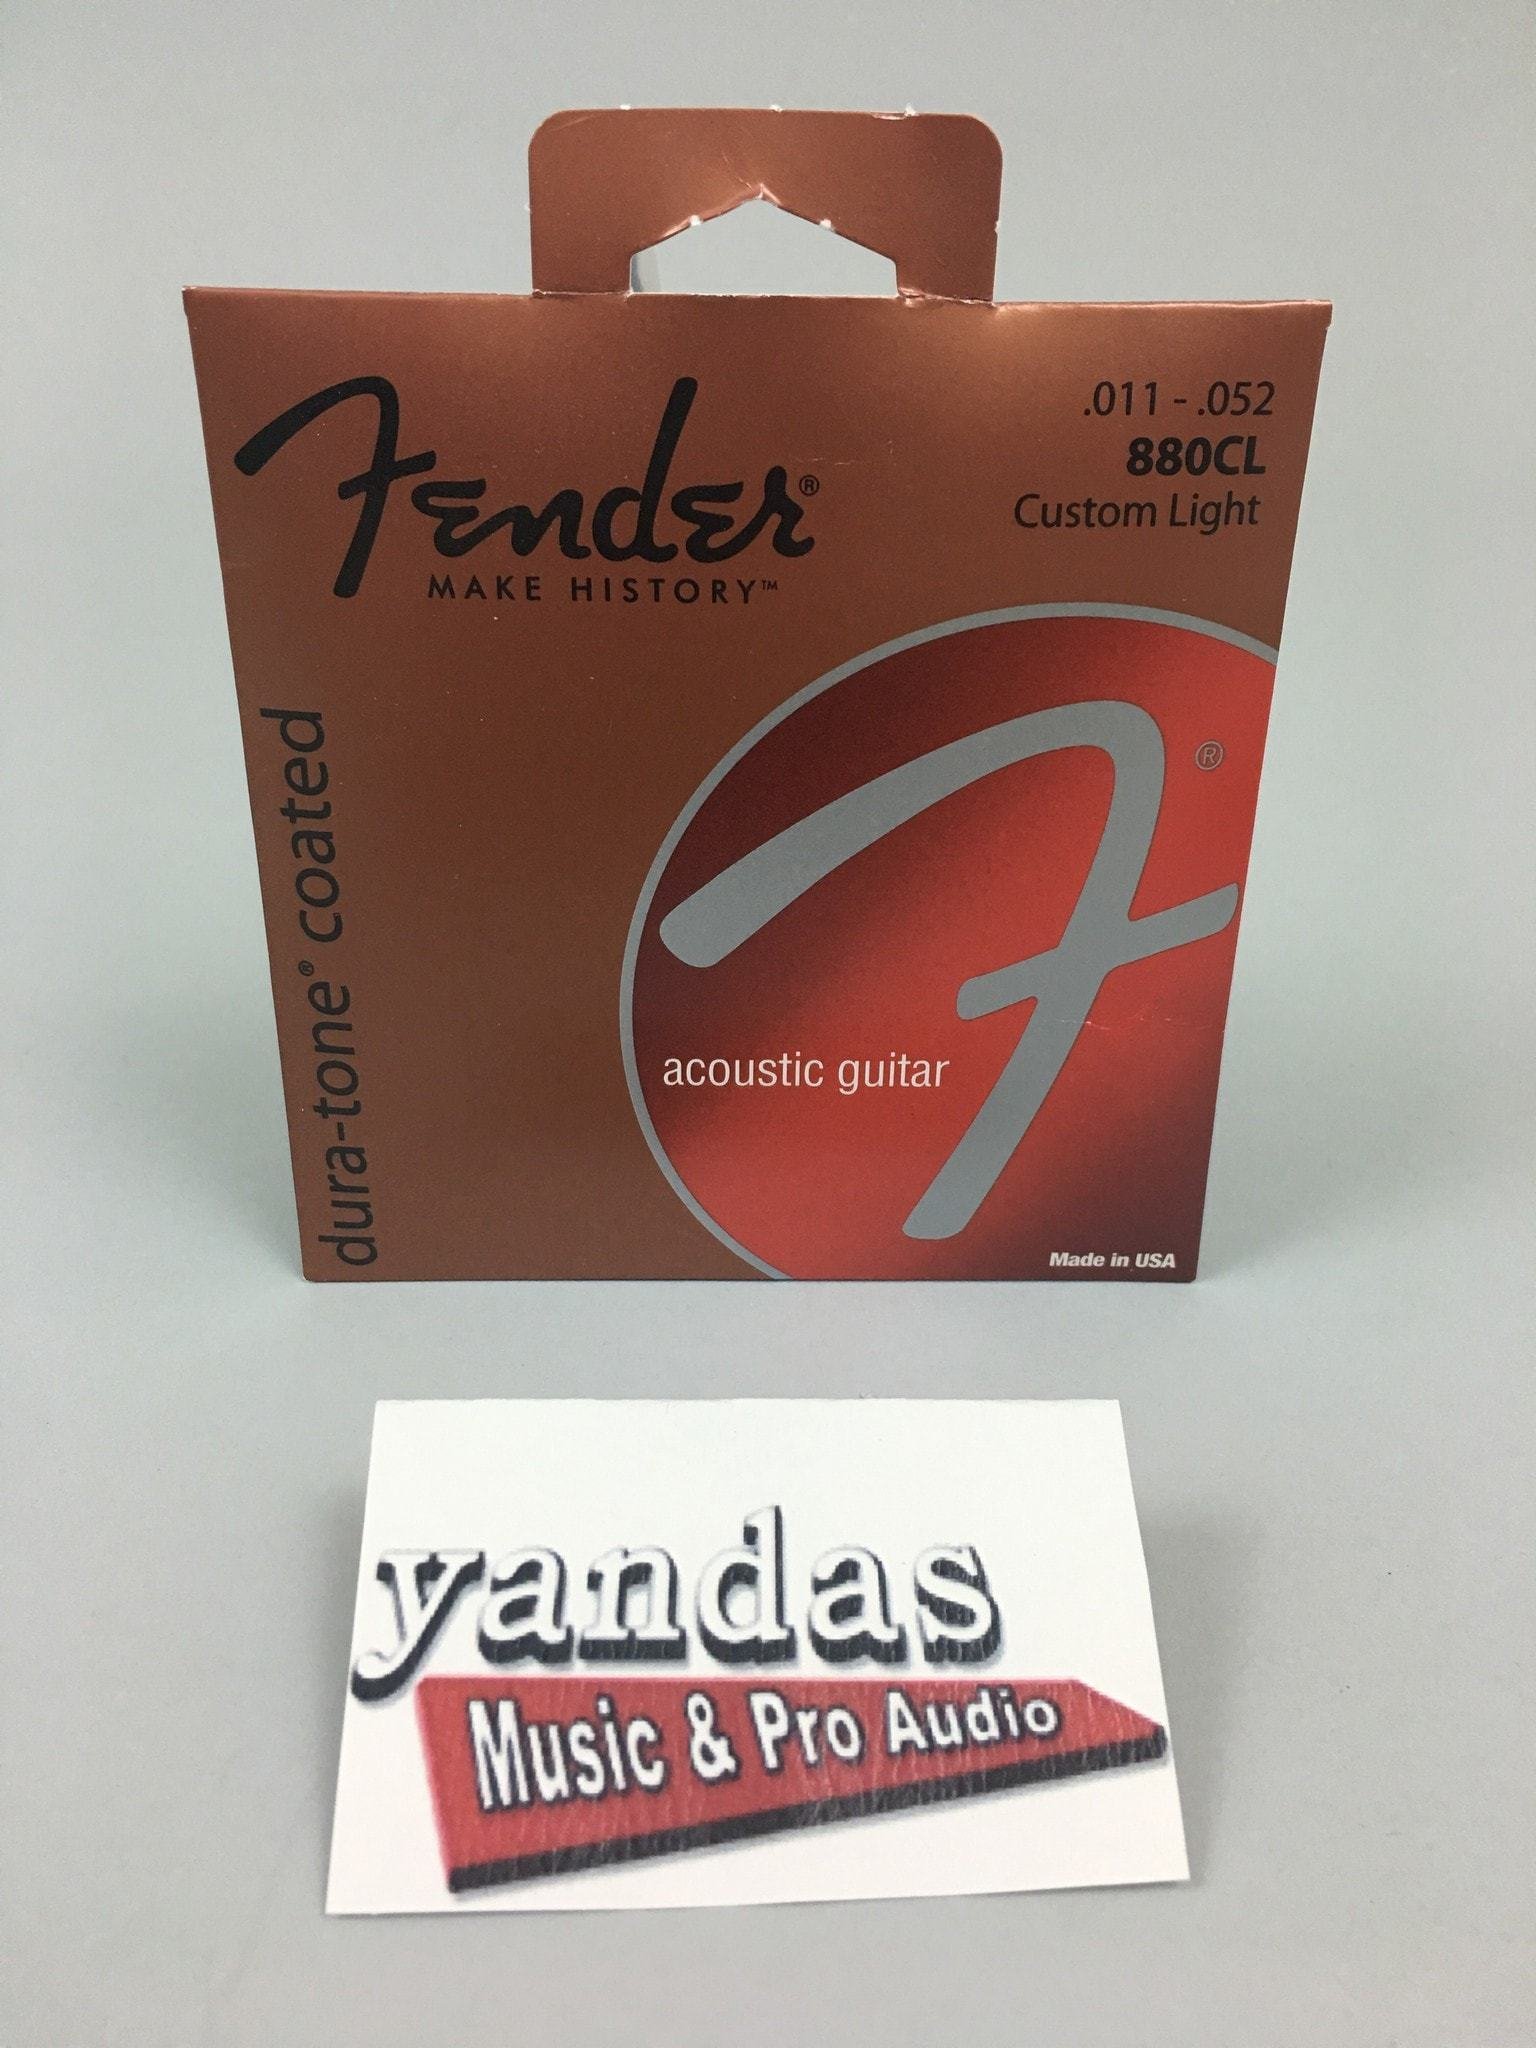 Fender®
MAKE HISTORY™
.011 - .052
880CL
Custom Light
dura-tone® coated
F®
acoustic guitar
Made in USA
yandas
Music & Pro Audio